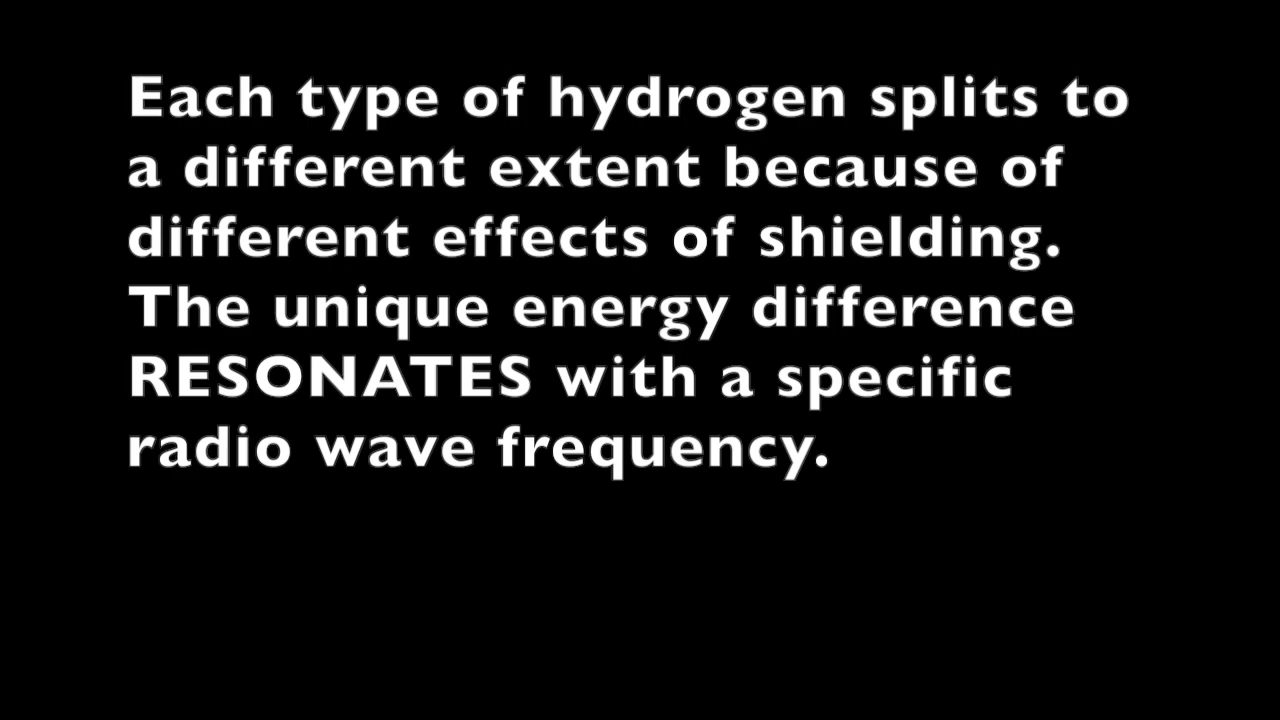 Each type of hydrogen splits to
a different extent because of
different effects of shielding.
The unique energy difference
RESONATES with a specific
radio wave frequency.